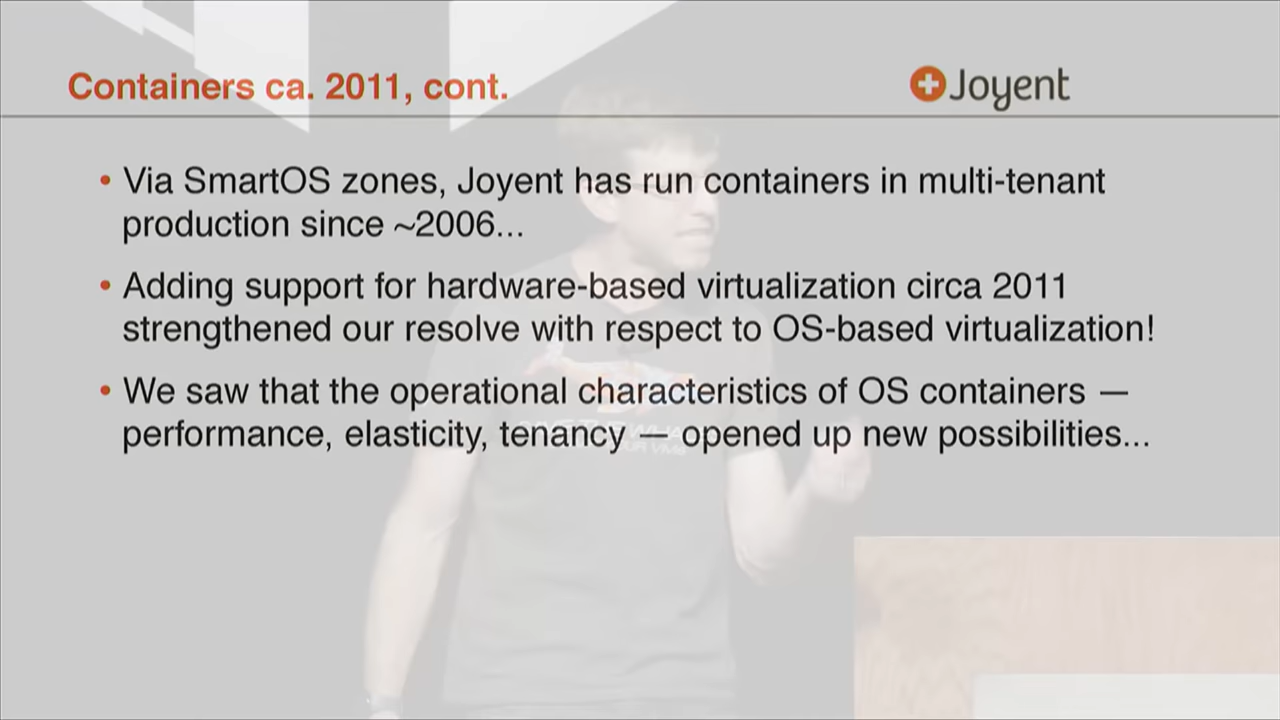 Containers ca. 2011, cont.
Joyent
• Via SmartOS zones, Joyent has run containers in multi-tenant
production since ~2006...
• Adding support for hardware-based virtualization circa 2011
strengthened our resolve with respect to OS-based virtualization!
• We saw that the operational characteristics of OS containers —
performance, elasticity, tenancy — opened up new possibilities...